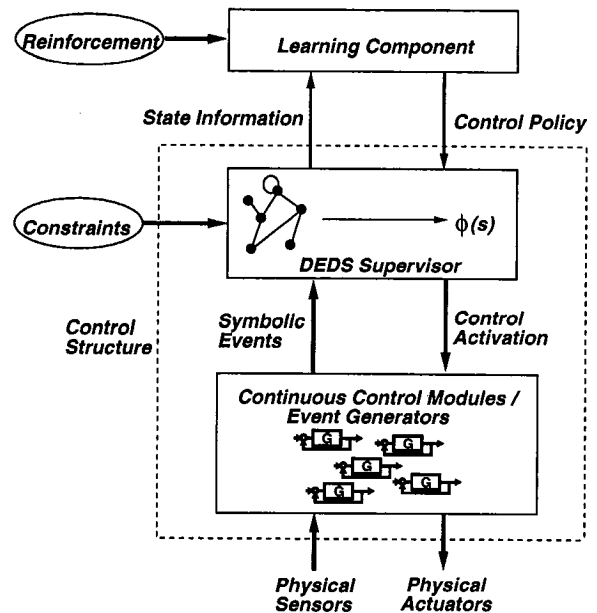 Reinforcement
Learning Component
State Information
Control Policy
Constraints
ϕ(s)
DEDS Supervisor
Control
Structure
Symbolic
Events
Control
Activation
Continuous Control Modules /
Event Generators
G
G
G
G
G
Physical
Sensors
Physical
Actuators